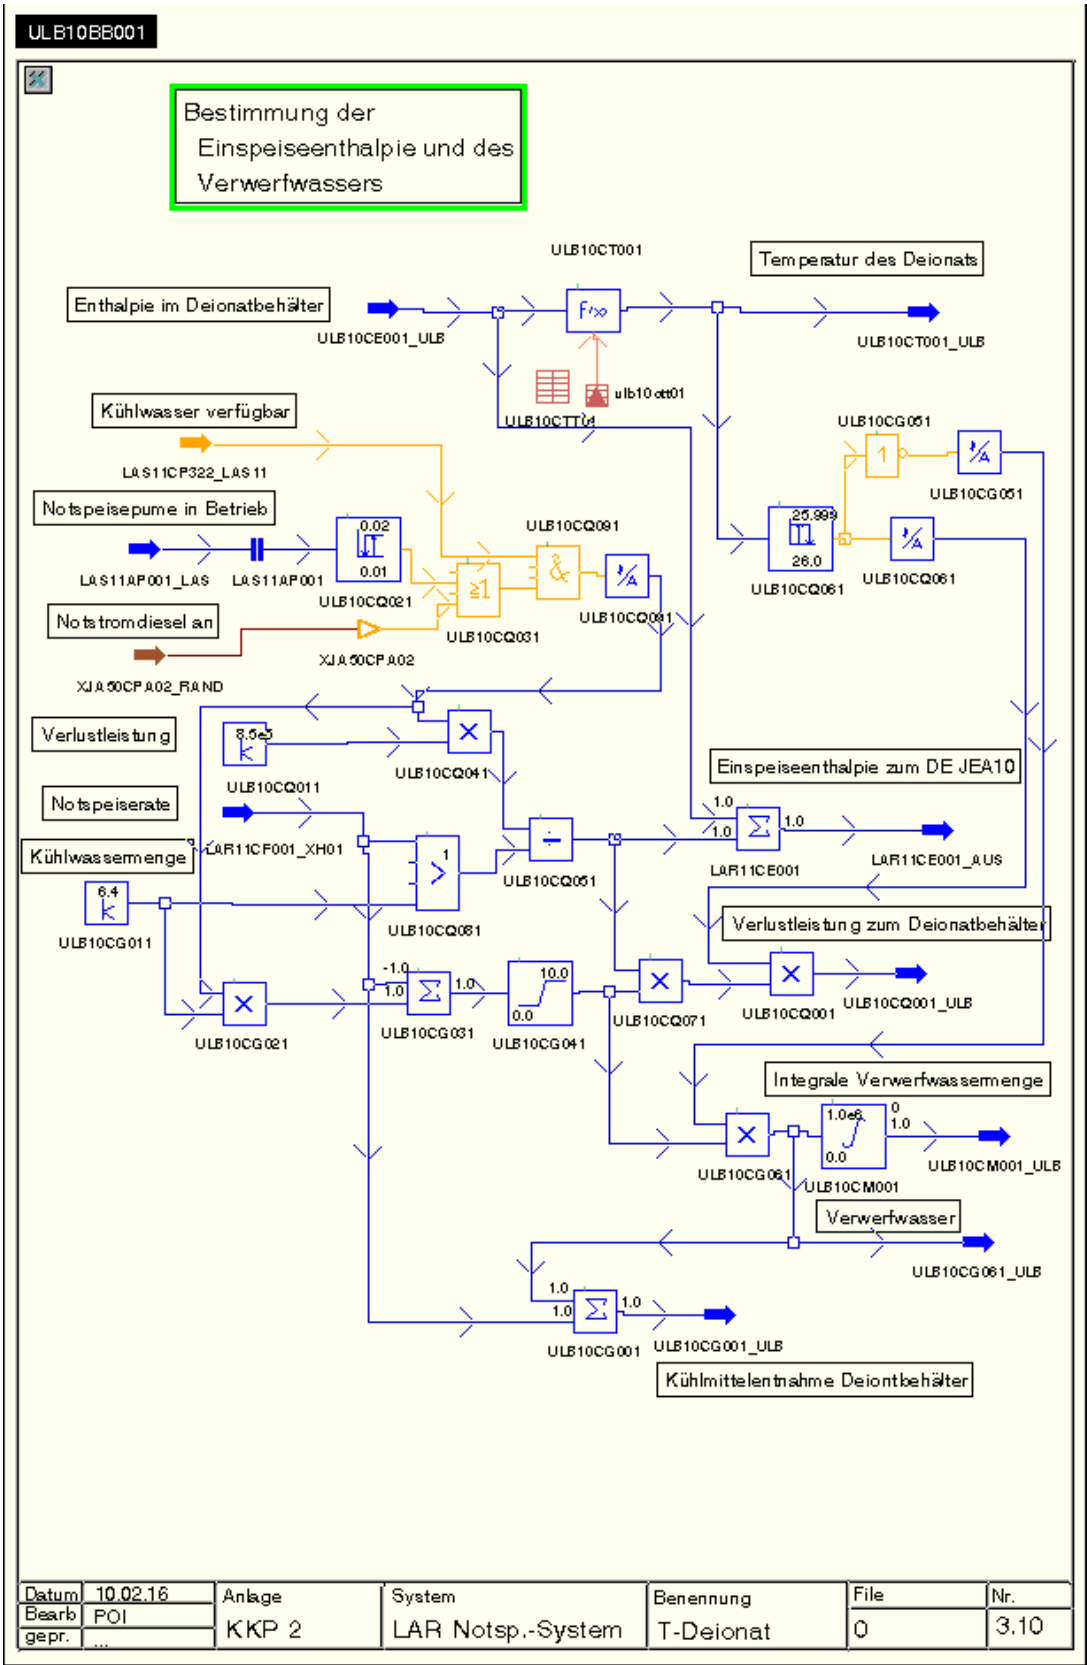 ULB10BB001
Bestimmung der
Einspeiseenthalpie und des
Verwerfwassers
ULB10CT001
Temperatur des Deionats
Enthalpie im Deionatbehälter
f(x)
ULB10CE001_ULB
ULB10CT001_ULB
ulb10ctt01
ULB10CTT01
Kühlwasser verfügbar
ULB10CG051
1
LAS11CP322_LAS11
ULB10CG051
Notspeisepume in Betrieb
0.02
0.01
ULB10CQ091
&
25.999
26.0
LAS11AP001_LAS
LAS11AP001
ULB10CQ021
≥1
ULB10CQ031
ULB10CQ091
ULB10CQ061
ULB10CQ061
Notstromdiesel an
XJA50CPA02
XJA50CPA02_RAND
Verlustleistung
8.5e5
k
X
ULB10CQ011
ULB10CQ041
Einspeiseenthalpie zum DE JEA10
Notspeiserate
1.0
1.0
Σ
1.0
LAR11CF001_XH01
Kühlwassermenge
1
>
÷
ULB10CQ051
LAR11CE001
LAR11CE001_AUS
6.4
k
ULB10CG011
ULB10CQ081
Verlustleistung zum Deionatbehälter
-1.0
1.0
Σ
1.0
10.0
0.0
X
X
X
ULB10CG021
ULB10CG031
ULB10CG041
ULB10CQ071
ULB10CQ001
ULB10CQ001_ULB
Integrale Verwerfwassermenge
X
1.0e6
0.0
0
1.0
ULB10CG061
ULB10CM001
ULB10CM001_ULB
Verwerfwasser
ULB10CG061_ULB
1.0
1.0
Σ
1.0
ULB10CG001
ULB10CG001_ULB
Kühlmittelentnahme Deiontbehälter
Datum 10.02.16
Bearb POI
gepr. ...
Anlage
KKP 2
System
LAR Notsp.-System
Benennung
T-Deionat
File
0
Nr.
3.10